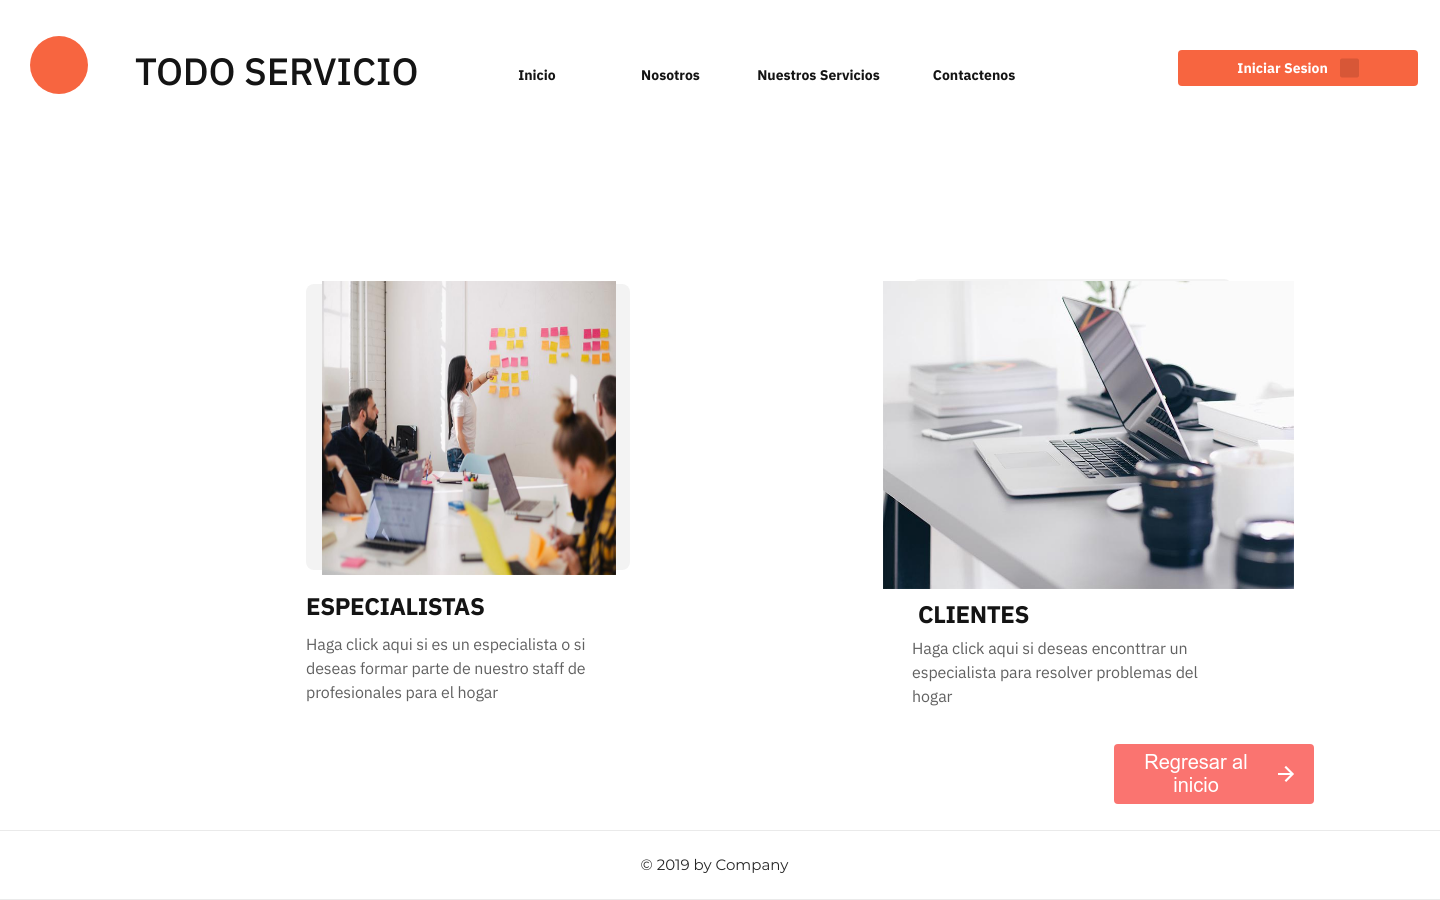 TODO SERVICIO
Inicio
Nosotros
Nuestros Servicios
Contactenos
Iniciar Sesion
ESPECIALISTAS
Haga click aqui si es un especialista o si
deseas formar parte de nuestro staff de
profesionales para el hogar
CLIENTES
Haga click aqui si deseas enconttrar un
especialista para resolver problemas del
hogar
Regresar al
inicio
© 2019 by Company